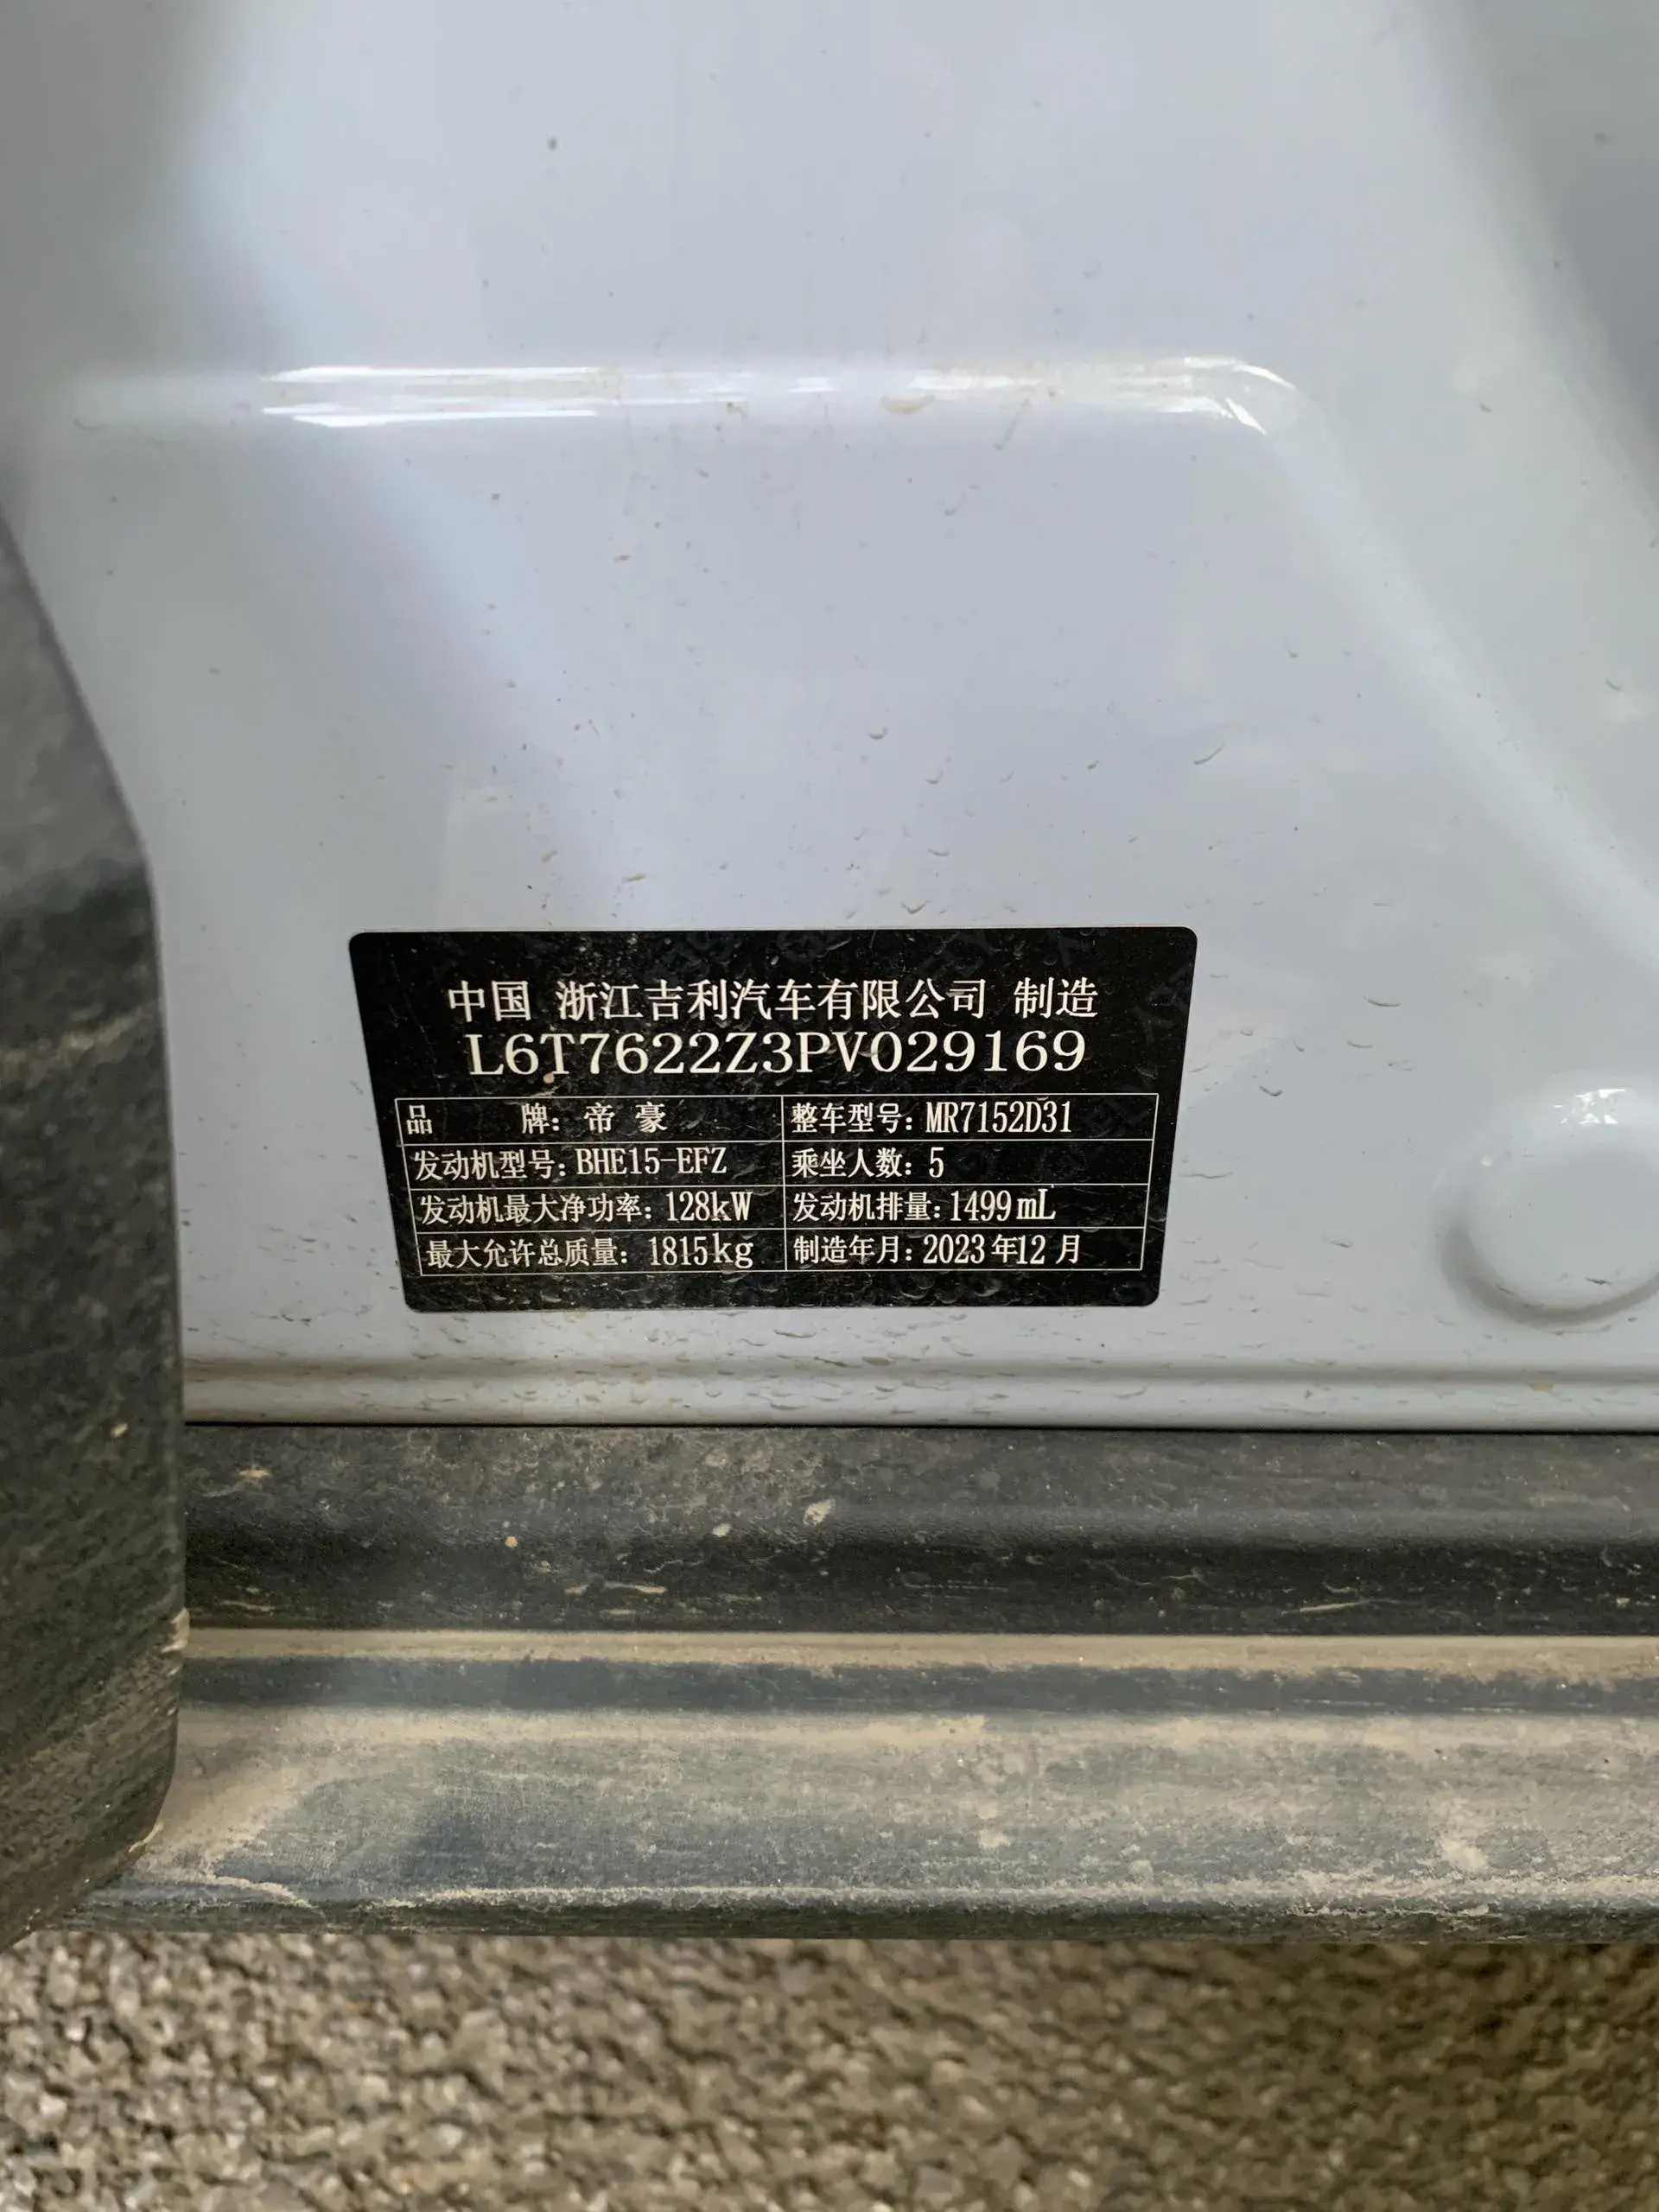 中国 浙江吉利汽车有限公司 制造
L6T7622Z3PV029169
品 牌: 帝豪 整车型号: MR7152D31
发动机型号: BHE15-EFZ 乘坐人数: 5
发动机最大净功率: 128kW 发动机排量: 1499mL
最大允许总质量: 1815kg 制造年月: 2023年12月